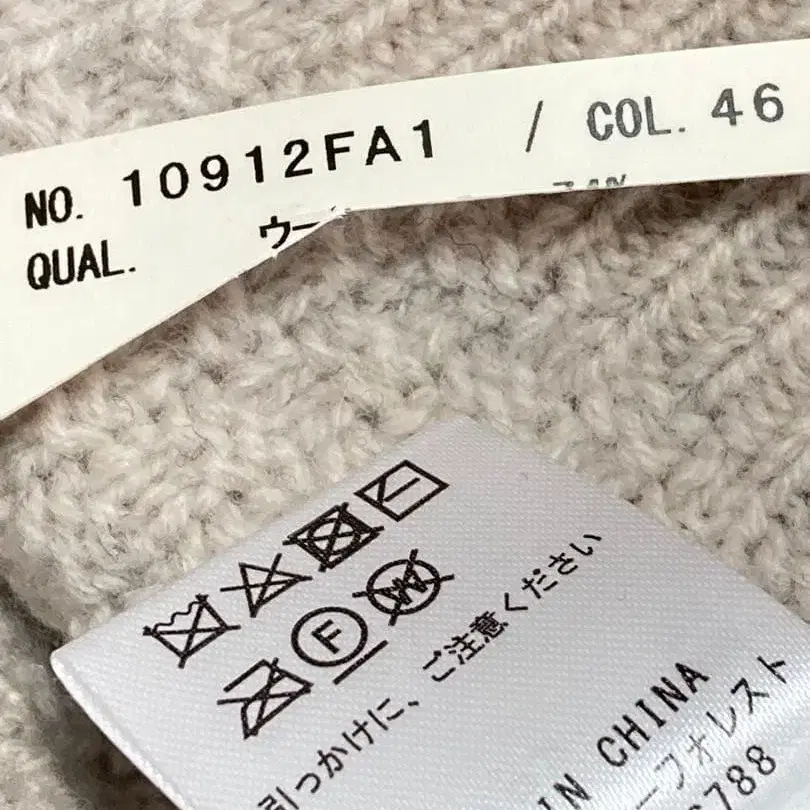 NO. 10912FA1 / COL. 46
QUAL. ウー
F
引っかけに、ご注意ください
IN CHINA
ーフォレスト
788